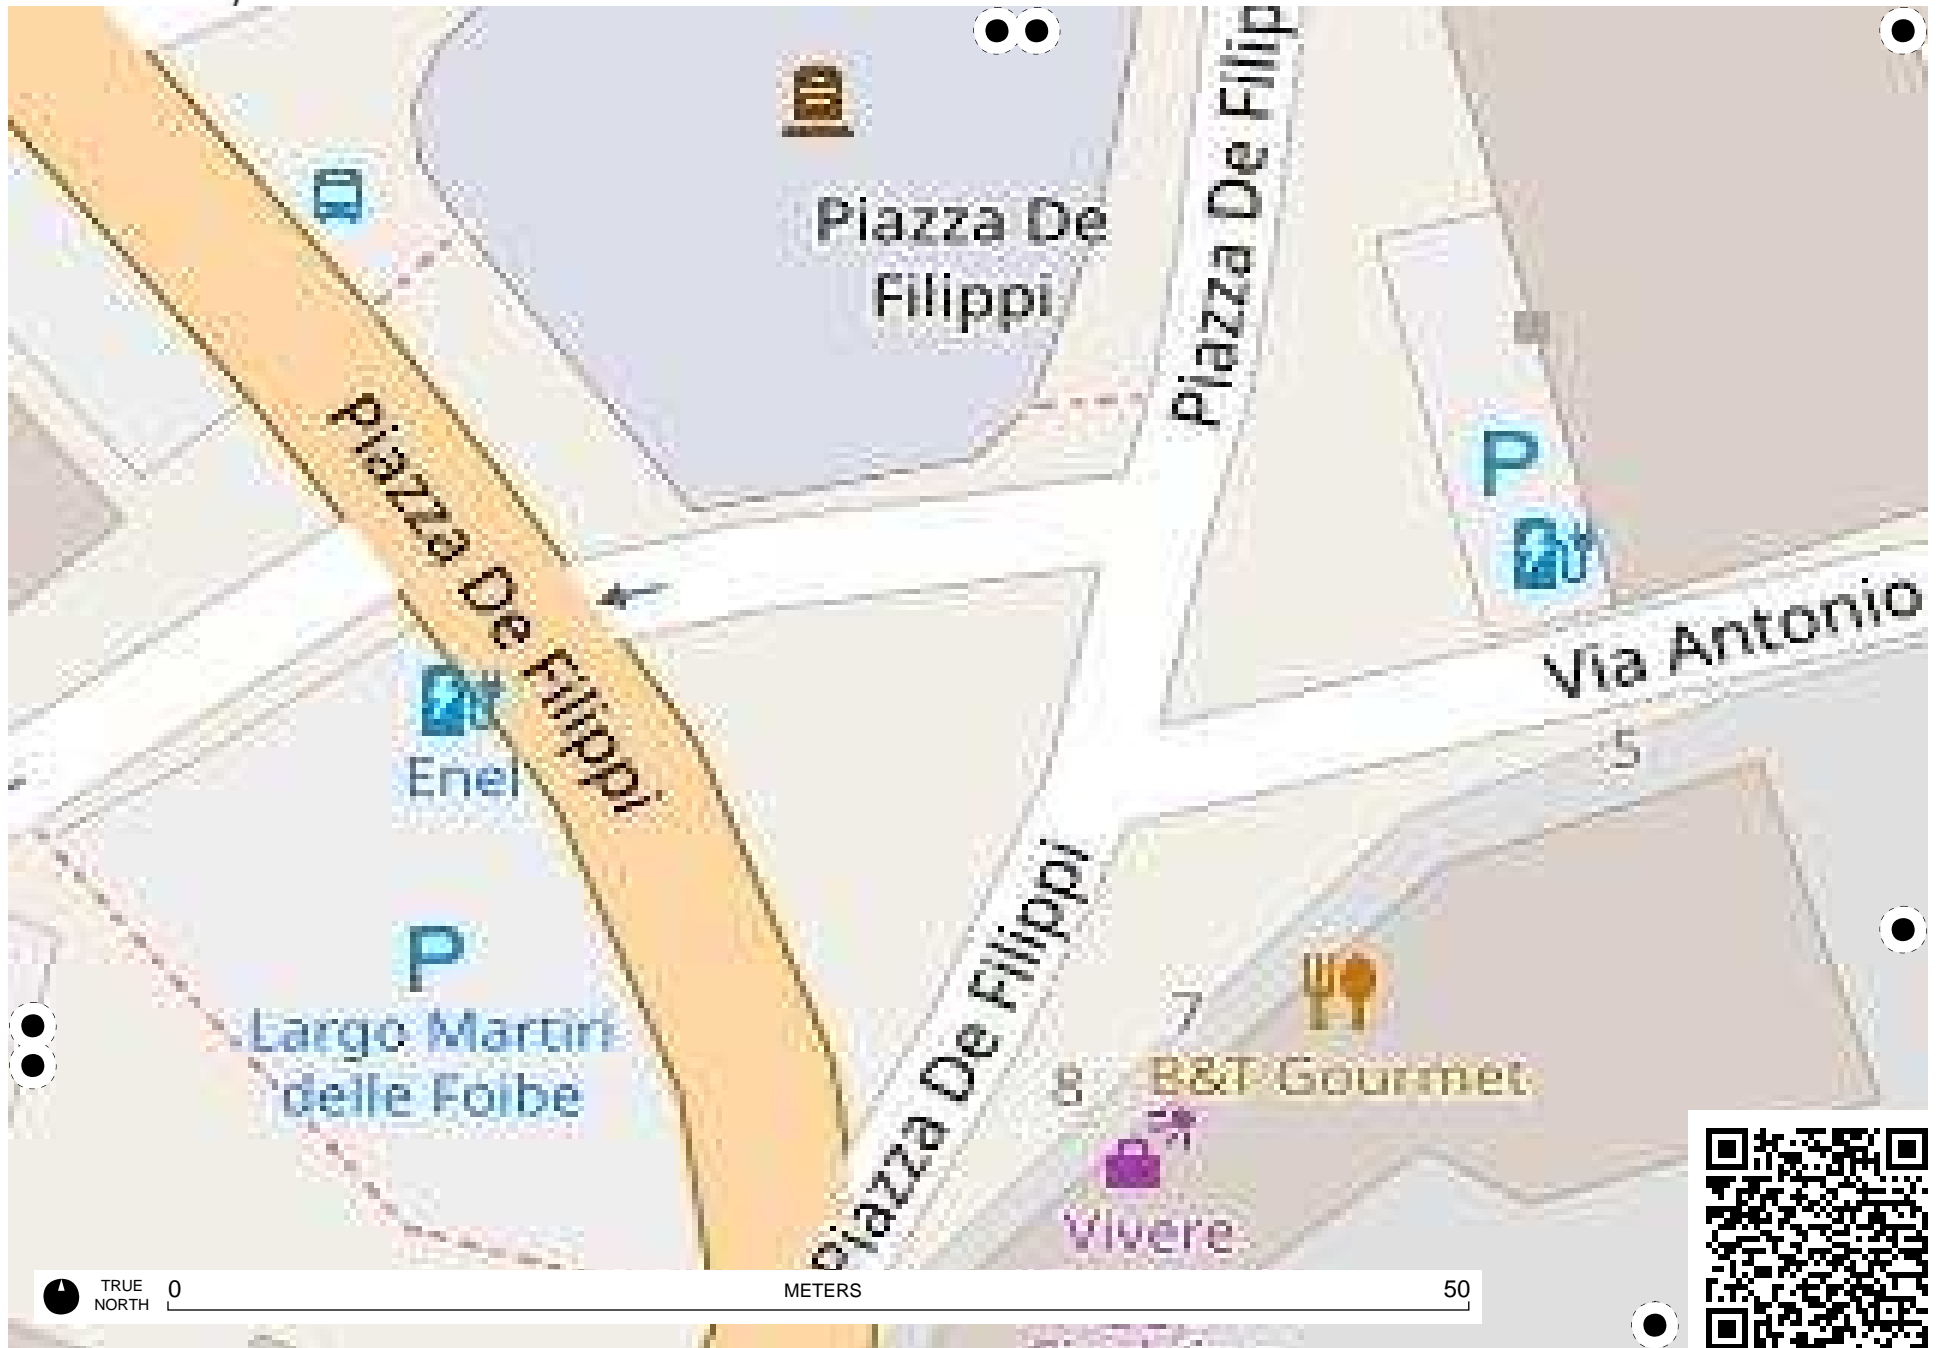 Piazza De Filip
Piazza De
Filippi
Piazza De Filippi
Via Antonio
5
Enel
Piazza De Filippi
P
P
Largo Martiri
delle Foibe
7
8
B&T Gourmet
Vivere
TRUE
NORTH
0
METERS
50